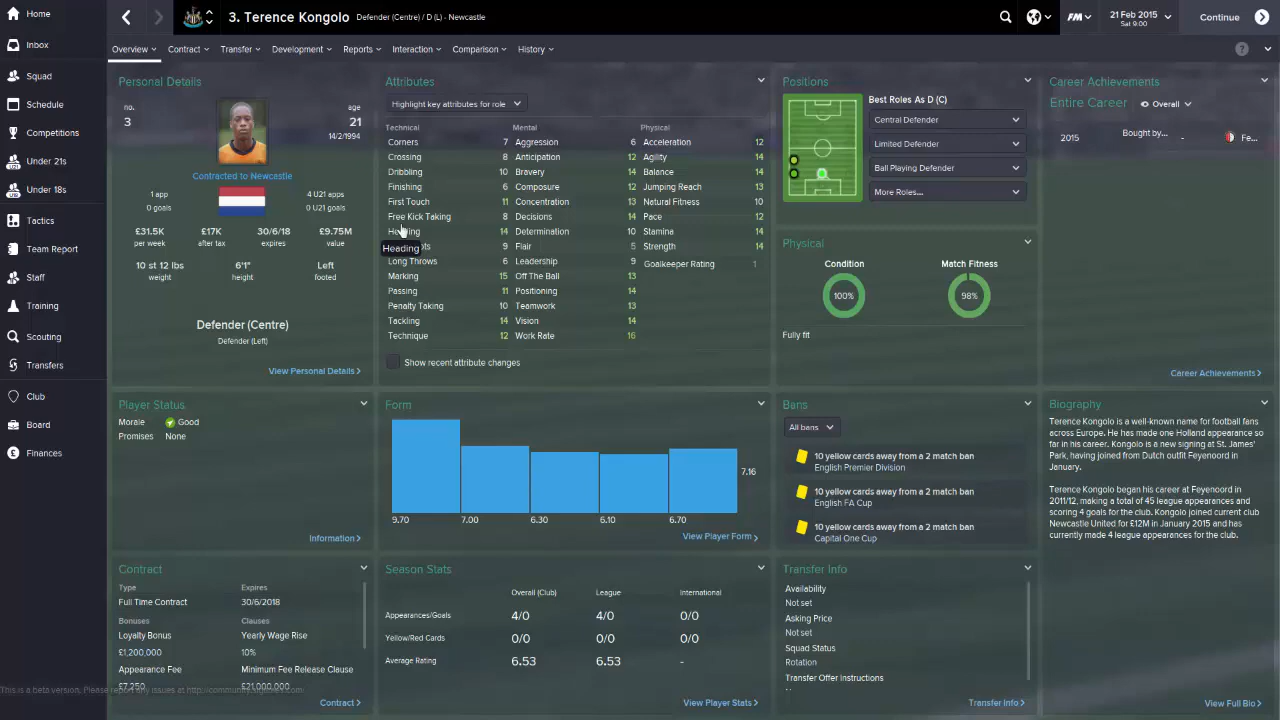 Home
Inbox
Squad
Schedule
Competitions
Under 21s
Under 18s
Tactics
Team Report
Staff
Training
Scouting
Transfers
Club
Board
Finances
3. Terence Kongolo Defender (Centre) / D (L) - Newcastle
FM
21 Feb 2015
Sat 9:00
Continue
Overview Contract Transfer Development Reports Interaction Comparison History
Personal Details
no.
3
age
21
14/2/1994
Contracted to Newcastle
1 app
0 goals
4 U21 apps
0 U21 goals
£31.5K £17K 30/6/18 £9.75M
per week after tax expires value
10 st 12 lbs 6'1" Left
weight height footed
Defender (Centre)
Defender (Left)
View Personal Details >
Attributes
Highlight key attributes for role
Technical Mental Physical
Corners 7 Aggression 6 Acceleration 12
Crossing 8 Anticipation 12 Agility 14
Dribbling 10 Bravery 14 Balance 14
Finishing 6 Composure 12 Jumping Reach 13
First Touch 11 Concentration 13 Natural Fitness 10
Free Kick Taking 8 Decisions 14 Pace 12
Heading 14 Determination 10 Stamina 14
9 Flair 5 Strength 14
Heading
Long Throws 6 Leadership 9 Goalkeeper Rating 1
Marking 15 Off The Ball 13
Passing 11 Positioning 14
Penalty Taking 10 Teamwork 13
Tackling 14 Vision 14
Technique 12 Work Rate 16
Show recent attribute changes
Positions
Best Roles As D (C)
Central Defender
Limited Defender
Ball Playing Defender
More Roles...
Physical
Condition Match Fitness
100% 98%
Fully fit
Career Achievements
Entire Career Overall
2015 Bought by... - Fe...
Career Achievements >
Player Status
Morale Good
Promises None
Information >
Form
7.16
9.70 7.00 6.30 6.10 6.70
View Player Form >
Bans
All bans
10 yellow cards away from a 2 match ban
English Premier Division
10 yellow cards away from a 2 match ban
English FA Cup
10 yellow cards away from a 2 match ban
Capital One Cup
Biography
Terence Kongolo is a well-known name for football fans
across Europe. He has made one Holland appearance so
far in his career. Kongolo is a new signing at St. James'
Park, having joined from Dutch outfit Feyenoord in
January.
Terence Kongolo began his career at Feyenoord in
2011/12, making a total of 45 league appearances and
scoring 4 goals for the club. Kongolo joined current club
Newcastle United for £12M in January 2015 and has
currently made 4 league appearances for the club.
View Full Bio >
Contract
Type Expires
Full Time Contract 30/6/2018
Bonuses Clauses
Loyalty Bonus Yearly Wage Rise
£1,200,000 10%
Appearance Fee Minimum Fee Release Clause
£7,250 £21,000,000
Contract >
Season Stats
Overall (Club) League International
Appearances/Goals 4/0 4/0 0/0
Yellow/Red Cards 0/0 0/0 0/0
Average Rating 6.53 6.53 -
View Player Stats >
Transfer Info
Availability
Not set
Asking Price
Not set
Squad Status
Rotation
Transfer Offer Instructions
Transfer Info >